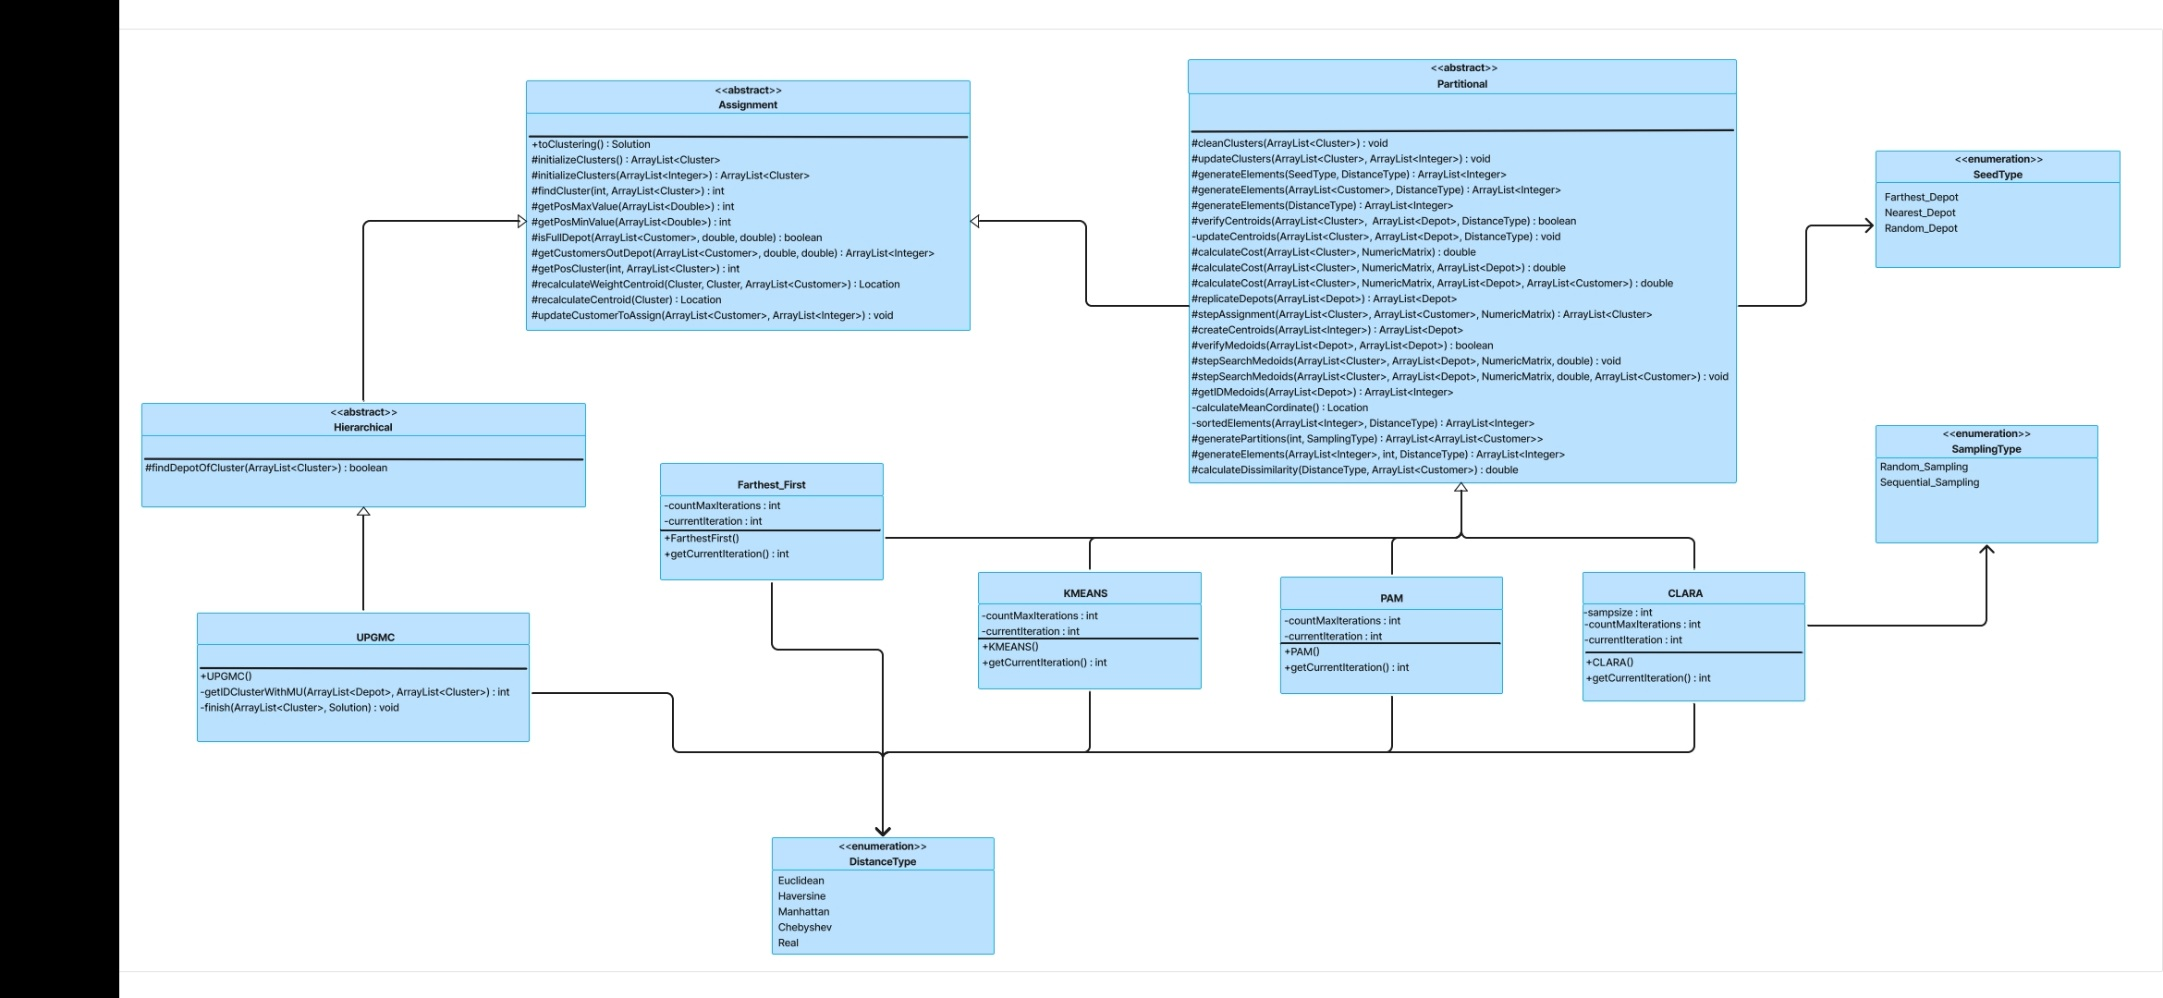 <<abstract>>
Assignment
+toClustering() : Solution
#initializeClusters() : ArrayList<Cluster>
#initializeClusters(ArrayList<Integer>) : ArrayList<Cluster>
#findCluster(int, ArrayList<Cluster>) : int
#getPosMaxValue(ArrayList<Double>) : int
#getPosMinValue(ArrayList<Double>) : int
#isFullDepot(ArrayList<Customer>, double, double) : boolean
#getCustomersOutDepot(ArrayList<Customer>, double, double) : ArrayList<Integer>
#getPosCluster(int, ArrayList<Cluster>) : int
#recalculateWeightCentroid(Cluster, Cluster, ArrayList<Customer>) : Location
#recalculateCentroid(Cluster) : Location
#updateCustomerToAssign(ArrayList<Customer>, ArrayList<Integer>) : void
<<abstract>>
Partitional
#cleanClusters(ArrayList<Cluster>) : void
#updateClusters(ArrayList<Cluster>, ArrayList<Integer>) : void
#generateElements(SeedType, DistanceType) : ArrayList<Integer>
#generateElements(ArrayList<Customer>, DistanceType) : ArrayList<Integer>
#generateElements(DistanceType) : ArrayList<Integer>
#verifyCentroids(ArrayList<Cluster>, ArrayList<Depot>, DistanceType) : boolean
-updateCentroids(ArrayList<Cluster>, ArrayList<Depot>, DistanceType) : void
#calculateCost(ArrayList<Cluster>, NumericMatrix) : double
#calculateCost(ArrayList<Cluster>, NumericMatrix, ArrayList<Depot>) : double
#calculateCost(ArrayList<Cluster>, NumericMatrix, ArrayList<Depot>, ArrayList<Customer>) : double
#replicateDepots(ArrayList<Depot>) : ArrayList<Depot>
#stepAssignment(ArrayList<Cluster>, ArrayList<Customer>, NumericMatrix) : ArrayList<Cluster>
#createCentroids(ArrayList<Integer>) : ArrayList<Depot>
#verifyMedoids(ArrayList<Depot>, ArrayList<Depot>) : boolean
#stepSearchMedoids(ArrayList<Cluster>, ArrayList<Depot>, NumericMatrix, double) : void
#stepSearchMedoids(ArrayList<Cluster>, ArrayList<Depot>, NumericMatrix, double, ArrayList<Customer>) : void
#getIDMedoids(ArrayList<Depot>) : ArrayList<Integer>
-calculateMeanCordinate() : Location
-sortedElements(ArrayList<Integer>, DistanceType) : ArrayList<Integer>
#generatePartitions(int, SamplingType) : ArrayList<ArrayList<Customer>>
#generateElements(ArrayList<Integer>, int, DistanceType) : ArrayList<Integer>
#calculateDissimilarity(DistanceType, ArrayList<Customer>) : double
<<enumeration>>
SeedType
Farthest_Depot
Nearest_Depot
Random_Depot
<<abstract>>
Hierarchical
#findDepotOfCluster(ArrayList<Cluster>) : boolean
<<enumeration>>
SamplingType
Random_Sampling
Sequential_Sampling
Farthest_First
-countMaxIterations : int
-currentIteration : int
+FarthestFirst()
+getCurrentIteration() : int
KMEANS
-countMaxIterations : int
-currentIteration : int
+KMEANS()
+getCurrentIteration() : int
PAM
-countMaxIterations : int
-currentIteration : int
+PAM()
+getCurrentIteration() : int
CLARA
-sampsize : int
-countMaxIterations : int
-currentIteration : int
+CLARA()
+getCurrentIteration() : int
UPGMC
+UPGMC()
-getIDClusterWithMU(ArrayList<Depot>, ArrayList<Cluster>) : int
-finish(ArrayList<Cluster>, Solution) : void
<<enumeration>>
DistanceType
Euclidean
Haversine
Manhattan
Chebyshev
Real